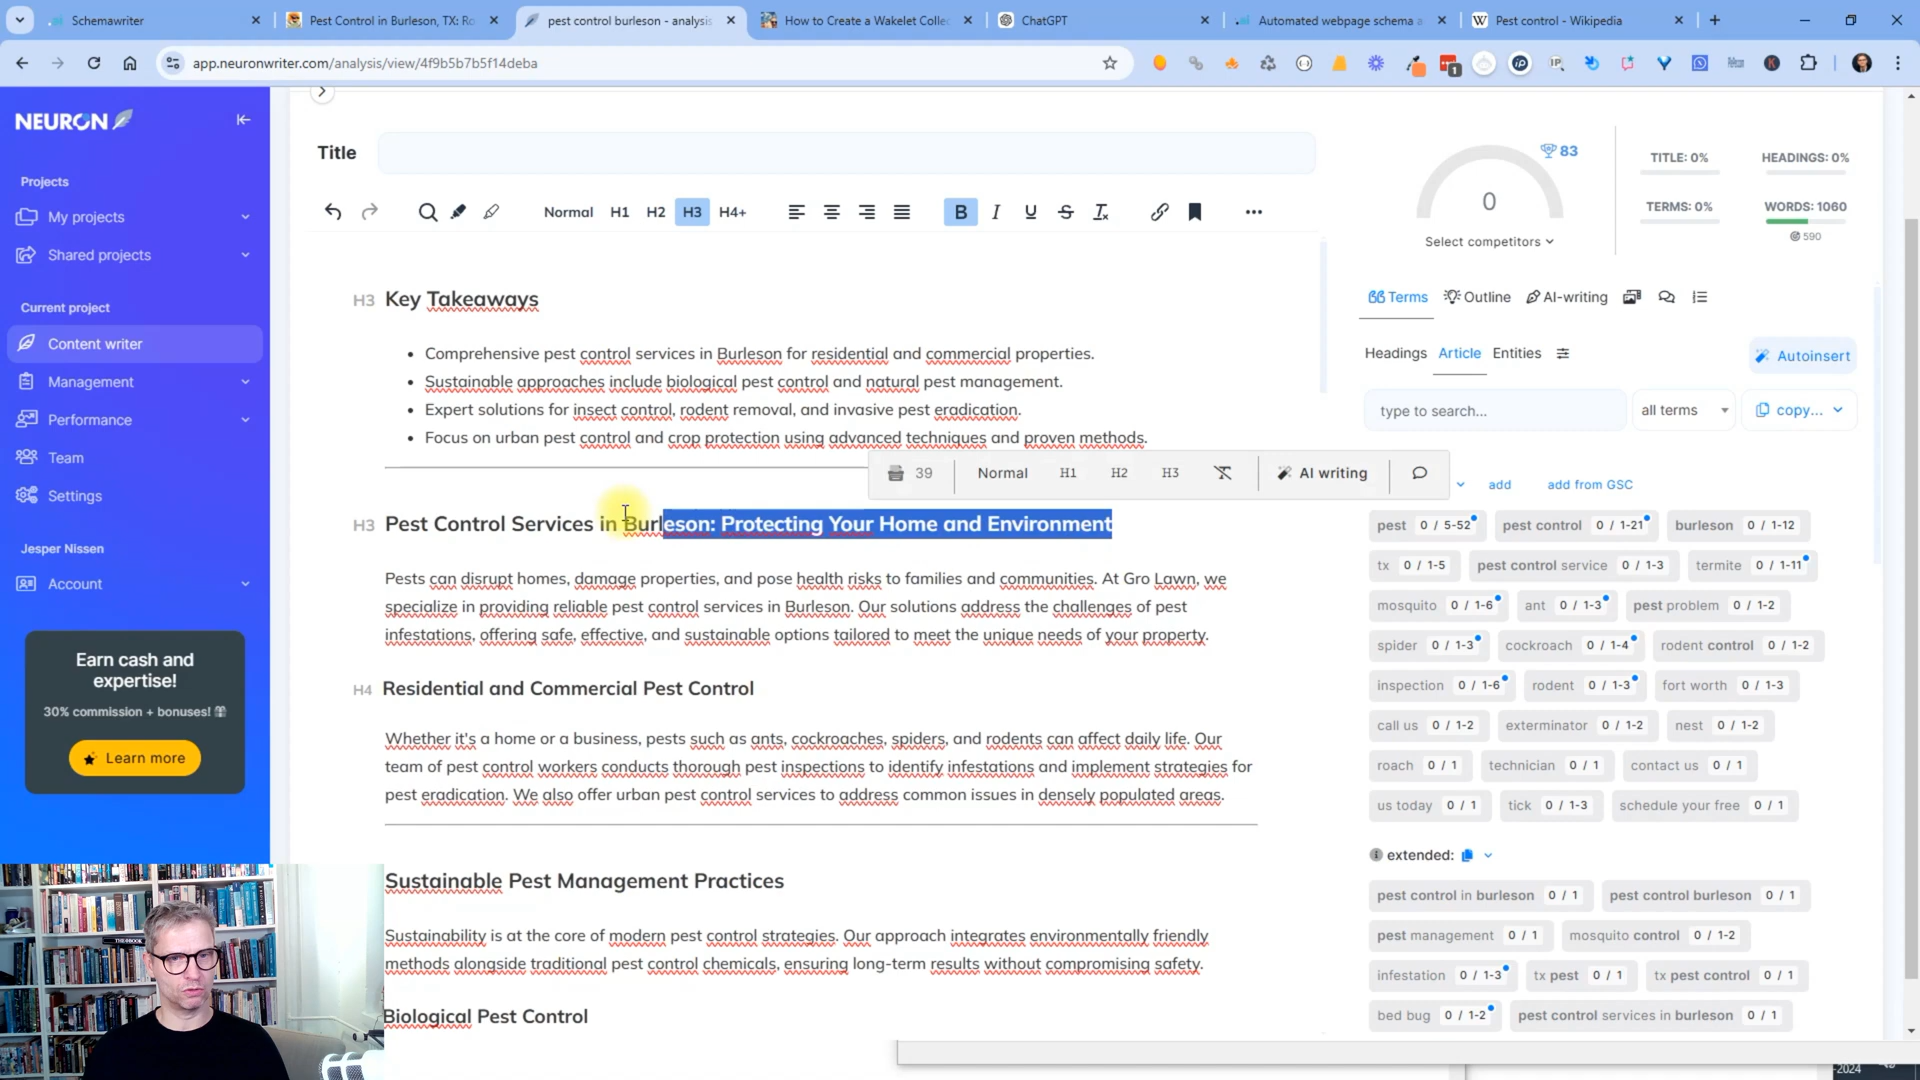 Schemawriter
Pest Control in Burleson, TX: Ro
pest control burleson - analysis
How to Create a Wakelet Collec
ChatGPT
Automated webpage schema a
Pest control - Wikipedia
app.neuronwriter.com/analysis/view/4f9b5b7b5f14deba
NEURON
Projects
My projects
Shared projects
Current project
Content writer
Management
Performance
Team
Settings
Jesper Nissen
Account
Earn cash and
expertise!
30% commission + bonuses!
Learn more
Title
Normal H1 H2 H3 H4+ B I U S
H3 Key Takeaways
• Comprehensive pest control services in Burleson for residential and commercial properties.
• Sustainable approaches include biological pest control and natural pest management.
• Expert solutions for insect control, rodent removal, and invasive pest eradication.
• Focus on urban pest control and crop protection using advanced techniques and proven methods.
39 Normal H1 H2 H3 AI writing
H3 Pest Control Services in Burleson: Protecting Your Home and Environment
Pests can disrupt homes, damage properties, and pose health risks to families and communities. At Gro Lawn, we
specialize in providing reliable pest control services in Burleson. Our solutions address the challenges of pest
infestations, offering safe, effective, and sustainable options tailored to meet the unique needs of your property.
H4 Residential and Commercial Pest Control
Whether it's a home or a business, pests such as ants, cockroaches, spiders, and rodents can affect daily life. Our
team of pest control workers conducts thorough pest inspections to identify infestations and implement strategies for
pest eradication. We also offer urban pest control services to address common issues in densely populated areas.
Sustainable Pest Management Practices
Sustainability is at the core of modern pest control strategies. Our approach integrates environmentally friendly
methods alongside traditional pest control chemicals, ensuring long-term results without compromising safety.
Biological Pest Control
83
0
Select competitors
TITLE: 0% HEADINGS: 0%
TERMS: 0% WORDS: 1060
590
Terms Outline AI-writing
Headings Article Entities Autoinsert
type to search... all terms copy...
add add from GSC
pest 0 / 5-52 pest control 0 / 1-21 burleson 0 / 1-12
tx 0 / 1-5 pest control service 0 / 1-3 termite 0 / 1-11
mosquito 0 / 1-6 ant 0 / 1-3 pest problem 0 / 1-2
spider 0 / 1-3 cockroach 0 / 1-4 rodent control 0 / 1-2
inspection 0 / 1-6 rodent 0 / 1-3 fort worth 0 / 1-3
call us 0 / 1-2 exterminator 0 / 1-2 nest 0 / 1-2
roach 0 / 1 technician 0 / 1 contact us 0 / 1
us today 0 / 1 tick 0 / 1-3 schedule your free 0 / 1
extended:
pest control in burleson 0 / 1 pest control burleson 0 / 1
pest management 0 / 1 mosquito control 0 / 1-2
infestation 0 / 1-3 tx pest 0 / 1 tx pest control 0 / 1
bed bug 0 / 1-2 pest control services in burleson 0 / 1
-2024